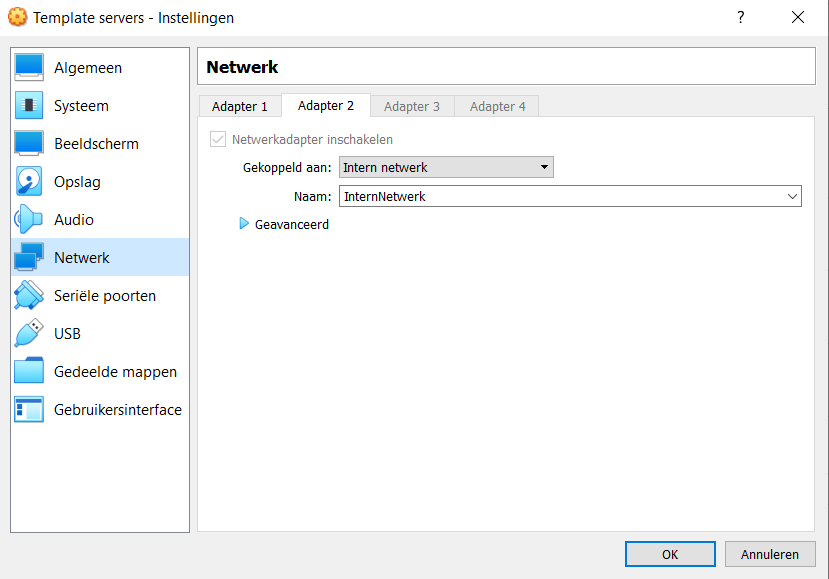 Template servers - Instellingen
?
Algemeen
Systeem
Beeldscherm
Opslag
Audio
Netwerk
Seriële poorten
USB
Gedeelde mappen
Gebruikersinterface
Netwerk
Adapter 1 Adapter 2 Adapter 3 Adapter 4
Netwerkadapter inschakelen
Gekoppeld aan: Intern netwerk
Naam: InternNetwerk
Geavanceerd
OK Annuleren